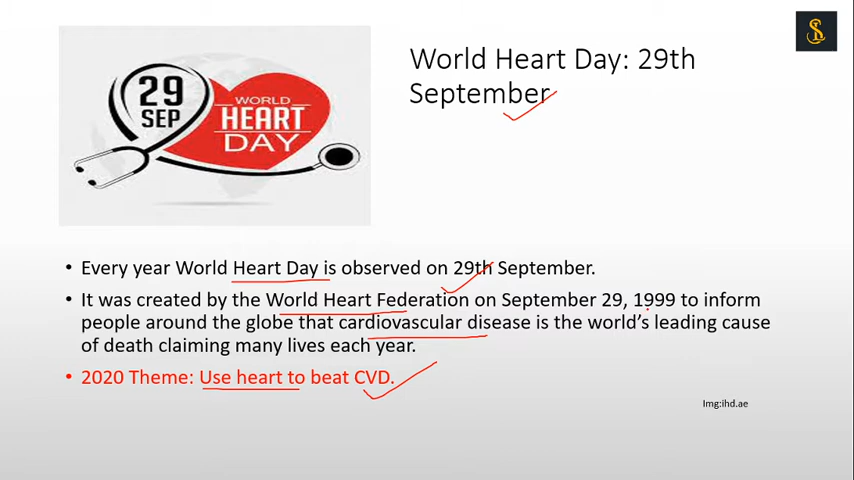 29
SEP
WORLD
HEART
DAY
World Heart Day: 29th
September
• Every year World Heart Day is observed on 29th September.
• It was created by the World Heart Federation on September 29, 1999 to inform
people around the globe that cardiovascular disease is the world's leading cause
of death claiming many lives each year.
• 2020 Theme: Use heart to beat CVD.
Img:ihd.ae